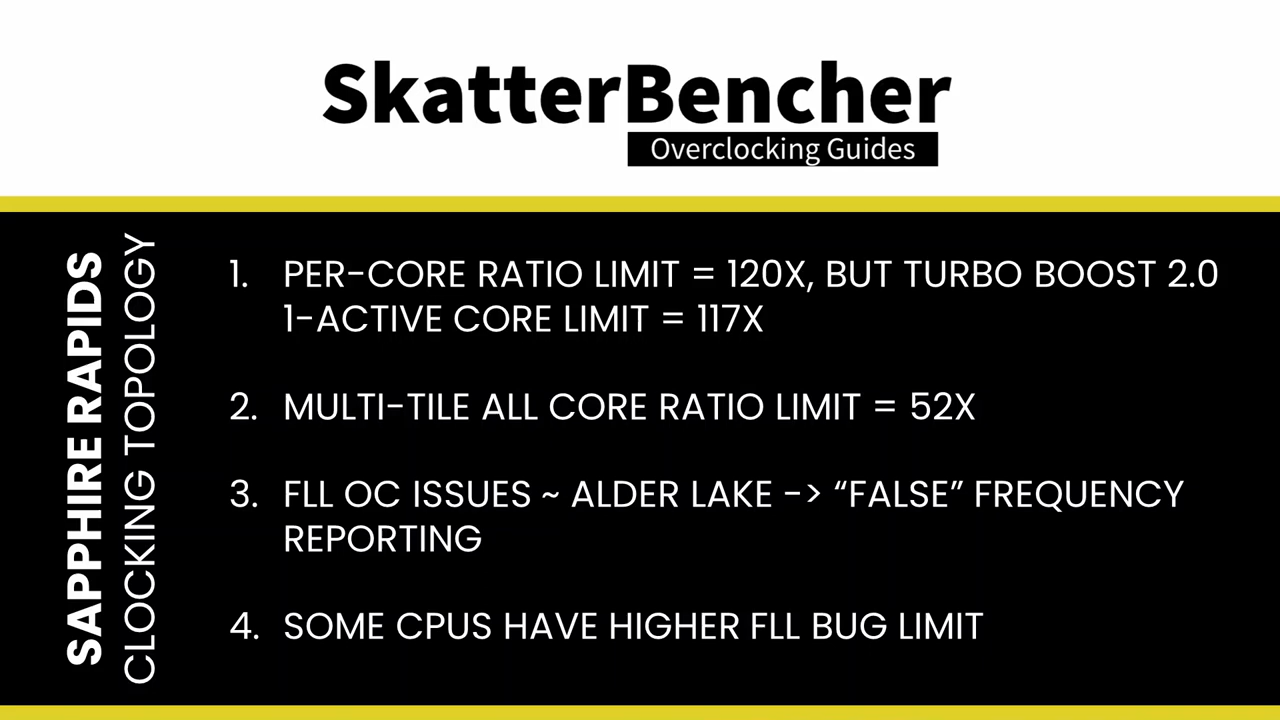 SkatterBencher
Overclocking Guides
SAPPHIRE RAPIDS
CLOCKING TOPOLOGY
1. PER-CORE RATIO LIMIT = 120X, BUT TURBO BOOST 2.0
1-ACTIVE CORE LIMIT = 117X
2. MULTI-TILE ALL CORE RATIO LIMIT = 52X
3. FLL OC ISSUES ~ ALDER LAKE -> “FALSE” FREQUENCY
REPORTING
4. SOME CPUS HAVE HIGHER FLL BUG LIMIT